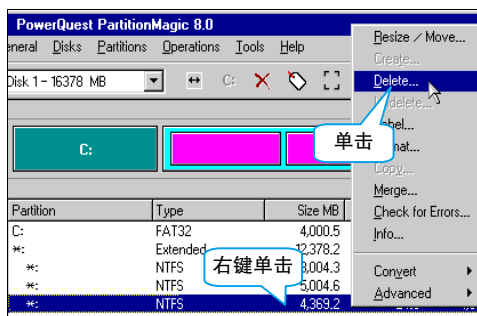 PowerQuest PartitionMagic 8.0
eneral Disks Partitions Operations Tools Help
Disk 1 - 16378 MB
C:
C:
Partition Type Size MB
C: FAT32 4,000.5
*: Extended 12,378.2
*: NTFS 3,004.3
*: NTFS 5,004.6
*: NTFS 4,369.2
右键单击
Resize / Move...
Create...
Delete...
Undelete...
Label...
单击
Format...
Copy...
Merge...
Check for Errors...
Info...
Convert
Advanced